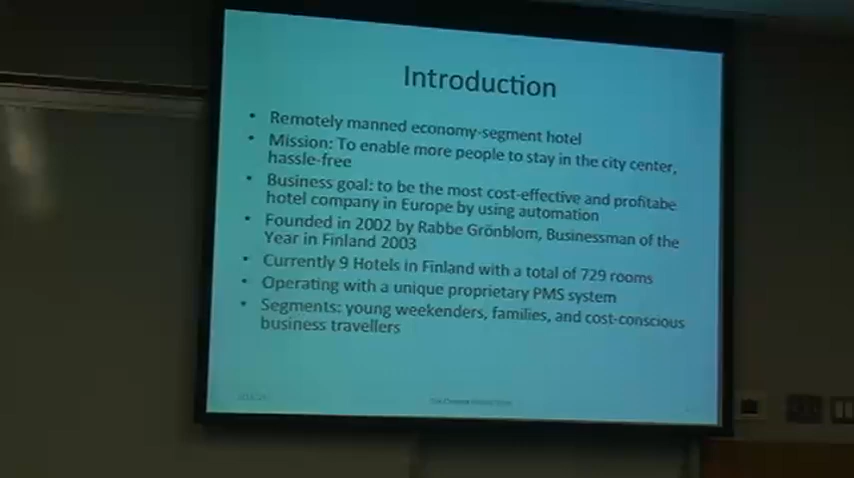 Introduction
• Remotely manned economy-segment hotel
• Mission: To enable more people to stay in the city center,
hassle-free
• Business goal: to be the most cost-effective and profitabe
hotel company in Europe by using automation
• Founded in 2002 by Rabbe Grönblom, Businessman of the
Year in Finland 2003
• Currently 9 Hotels in Finland with a total of 729 rooms
• Operating with a unique proprietary PMS system
• Segments: young weekenders, families, and cost-conscious
business travellers